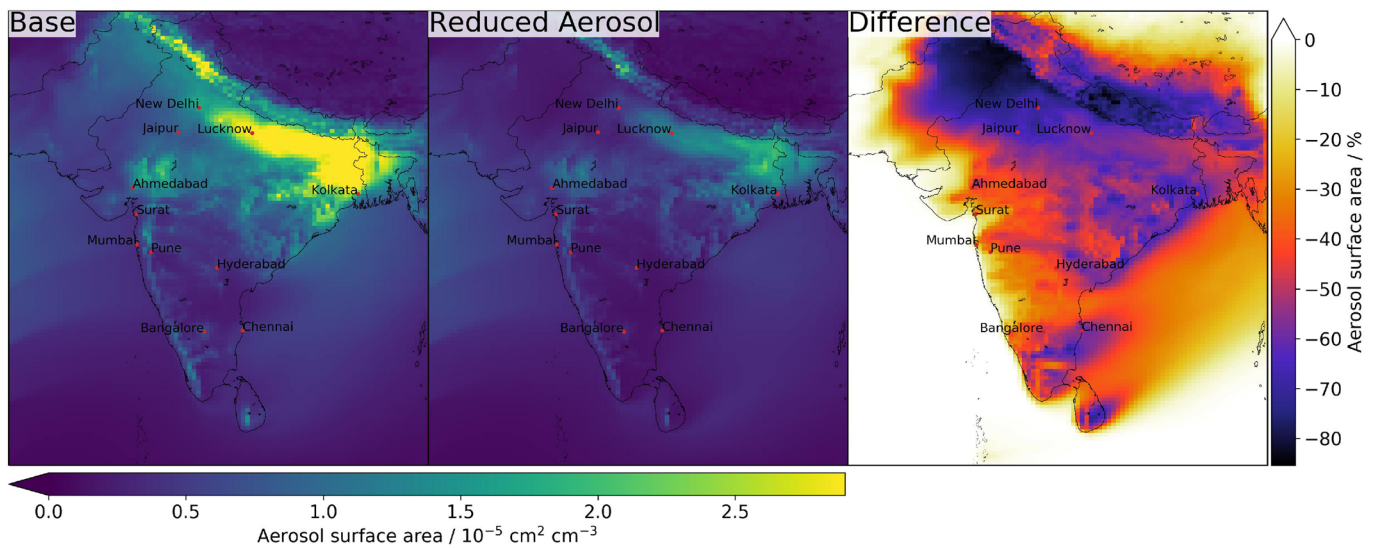 Base
Reduced Aerosol
Difference
New Delhi
Jaipur
Lucknow
Ahmedabad
Kolkata
Surat
Mumbai
Pune
Hyderabad
Bangalore
Chennai
New Delhi
Jaipur
Lucknow
Ahmedabad
Kolkata
Surat
Mumbai
Pune
Hyderabad
Bangalore
Chennai
New Delhi
Jaipur
Lucknow
Ahmedabad
Kolkata
Surat
Mumbai
Pune
Hyderabad
Bangalore
Chennai
0
−10
−20
−30
−40
−50
−60
−70
−80
Aerosol surface area / %
0.0 0.5 1.0 1.5 2.0 2.5
Aerosol surface area / 10⁻⁵ cm² cm⁻³